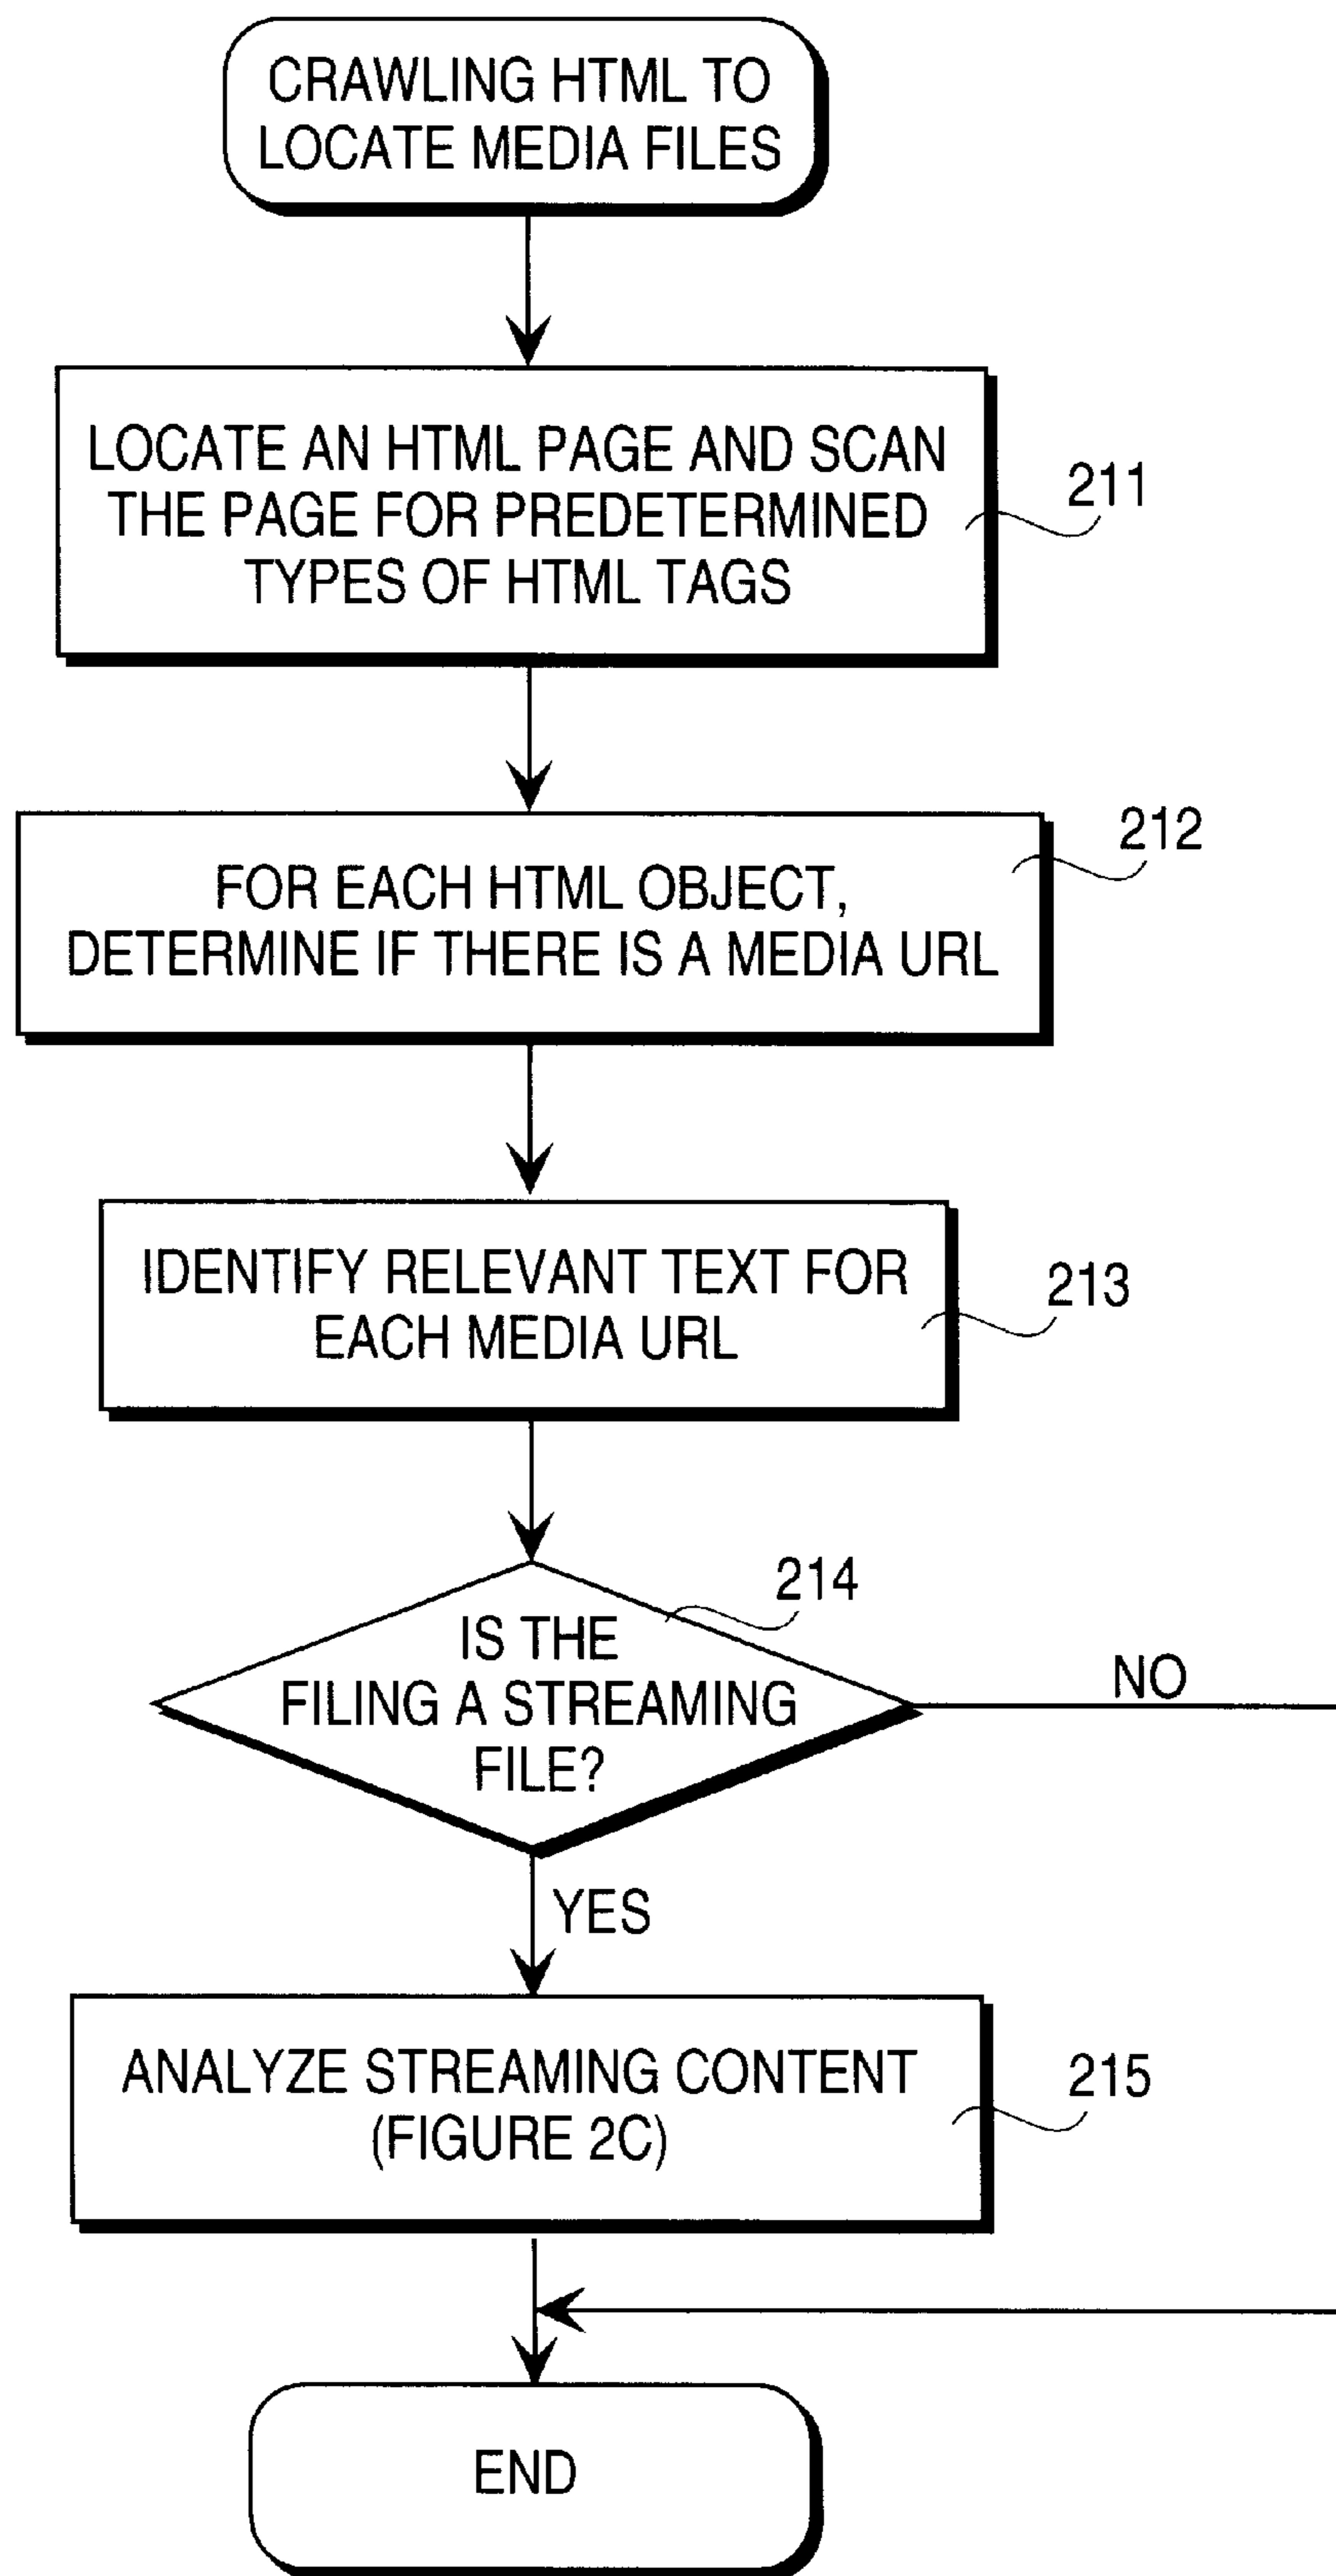 CRAWLING HTML TO
LOCATE MEDIA FILES
LOCATE AN HTML PAGE AND SCAN
THE PAGE FOR PREDETERMINED
TYPES OF HTML TAGS
211
FOR EACH HTML OBJECT,
DETERMINE IF THERE IS A MEDIA URL
212
IDENTIFY RELEVANT TEXT FOR
EACH MEDIA URL
213
IS THE
FILING A STREAMING
FILE?
214
NO
YES
ANALYZE STREAMING CONTENT
(FIGURE 2C)
215
END